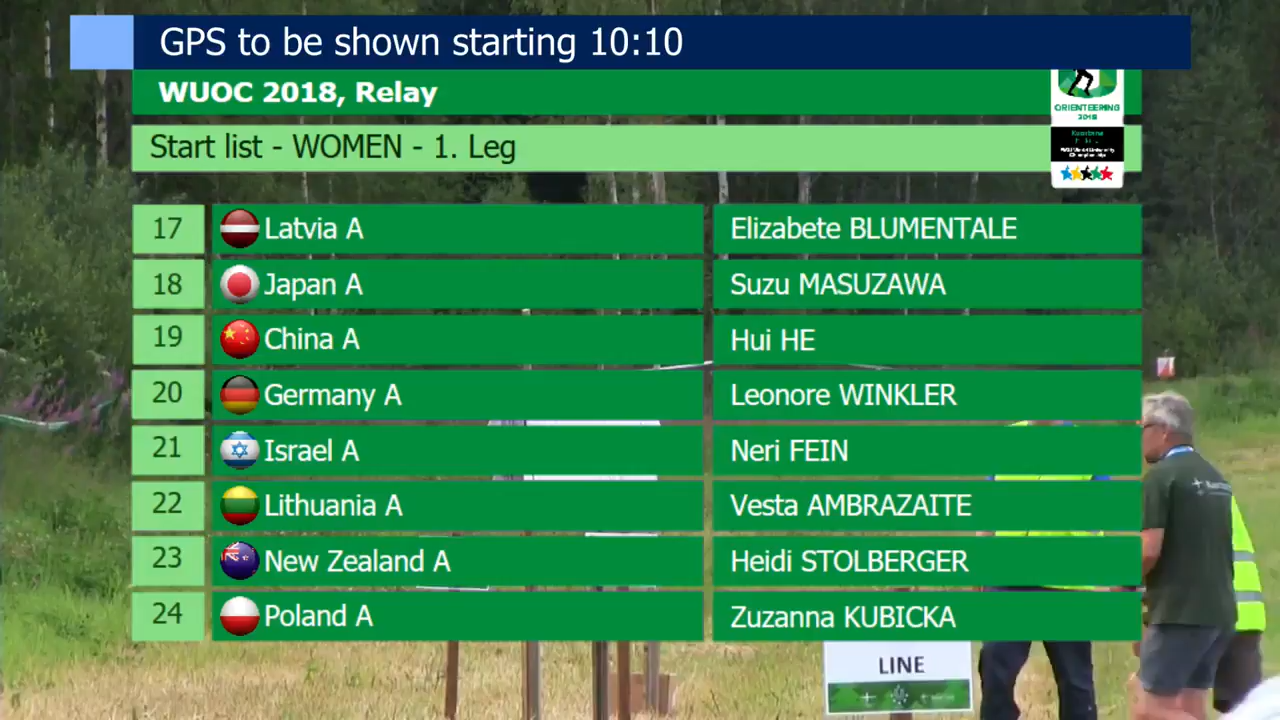 GPS to be shown starting 10:10
WUOC 2018, Relay
ORIENTEERING
2018
Start list - WOMEN - 1. Leg
17 Latvia A Elizabete BLUMENTALE
18 Japan A Suzu MASUZAWA
19 China A Hui HE
20 Germany A Leonore WINKLER
21 Israel A Neri FEIN
22 Lithuania A Vesta AMBRAZAITE
23 New Zealand A Heidi STOLBERGER
24 Poland A Zuzanna KUBICKA
LINE